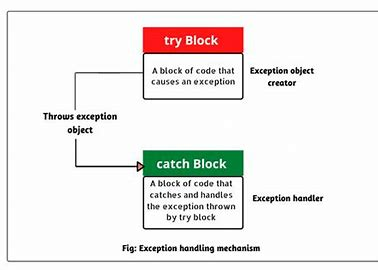 try Block
A block of code that
causes an exception
Exception object
creator
Throws exception
object
catch Block
A block of code that
catches and handles
the exception thrown
by try block
Exception handler
Fig: Exception handling mechanism